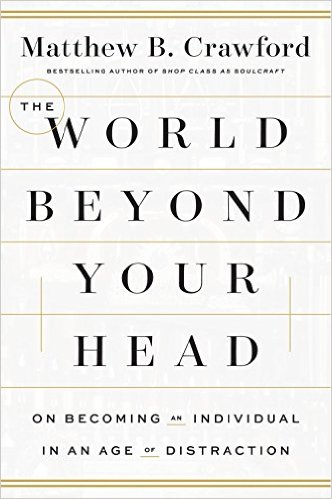 Matthew B. Crawford
BESTSELLING AUTHOR OF SHOP CLASS AS SOULCRAFT
THE
WORLD
BEYOND
YOUR
HEAD
ON BECOMING AN INDIVIDUAL
IN AN AGE OF DISTRACTION